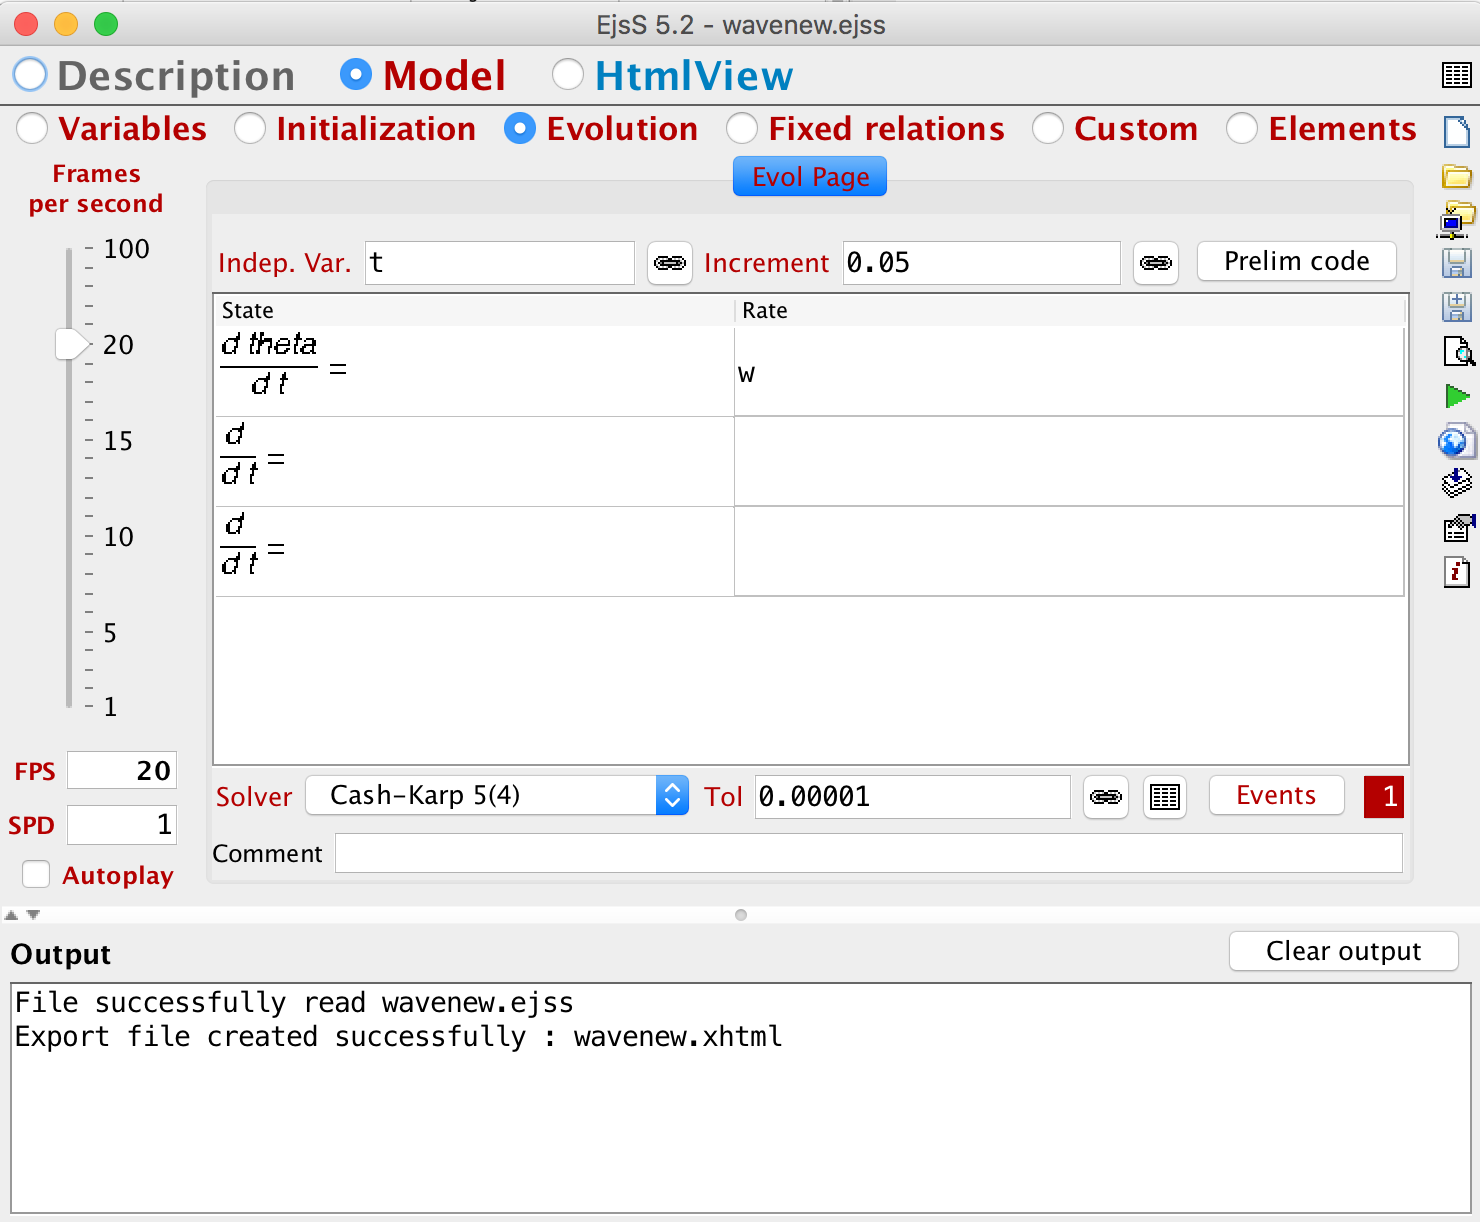 EjsS 5.2 - wavenew.ejss
Description Model HtmlView
Variables Initialization Evolution Fixed relations Custom Elements
Frames
per second
100
20
15
10
5
1
FPS 20
SPD 1
Autoplay
Evol Page
Indep. Var. t Increment 0.05 Prelim code
State Rate
d theta
d t
= w
d
d t
=
d
d t
=
Solver Cash-Karp 5(4) Tol 0.00001 Events 1
Comment
Output Clear output
File successfully read wavenew.ejss
Export file created successfully : wavenew.xhtml